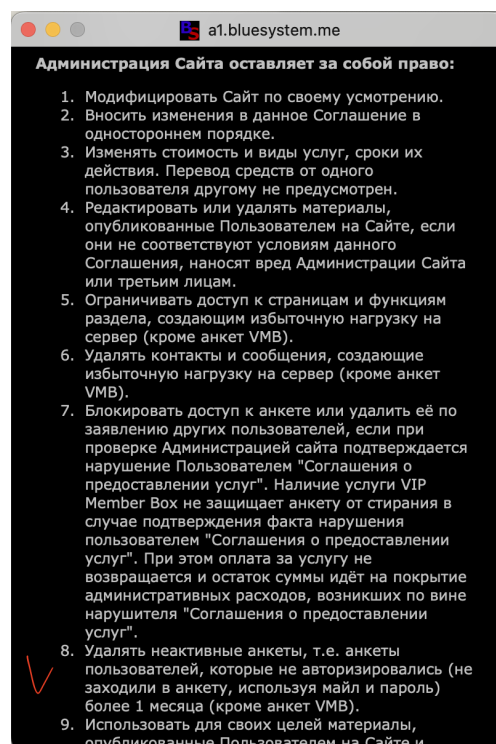 a1.bluesystem.me
Администрация Сайта оставляет за собой право:
1. Модифицировать Сайт по своему усмотрению.
2. Вносить изменения в данное Соглашение в
одностороннем порядке.
3. Изменять стоимость и виды услуг, сроки их
действия. Перевод средств от одного
пользователя другому не предусмотрен.
4. Редактировать или удалять материалы,
опубликованные Пользователем на Сайте, если
они не соответствуют условиям данного
Соглашения, наносят вред Администрации Сайта
или третьим лицам.
5. Ограничивать доступ к страницам и функциям
раздела, создающим избыточную нагрузку на
сервер (кроме анкет VMB).
6. Удалять контакты и сообщения, создающие
избыточную нагрузку на сервер (кроме анкет
VMB).
7. Блокировать доступ к анкете или удалить её по
заявлению других пользователей, если при
проверке Администрацией сайта подтверждается
нарушение Пользователем "Соглашения о
предоставлении услуг". Наличие услуги VIP
Member Box не защищает анкету от стирания в
случае подтверждения факта нарушения
пользователем "Соглашения о предоставлении
услуг". При этом оплата за услугу не
возвращается и остаток суммы идёт на покрытие
административных расходов, возникших по вине
нарушителя "Соглашения о предоставлении
услуг".
8. Удалять неактивные анкеты, т.е. анкеты
пользователей, которые не авторизировались (не
заходили в анкету, используя майл и пароль)
более 1 месяца (кроме анкет VMB).
9. Использовать для своих целей материалы,
опубликованные Пользователем на Сайте и